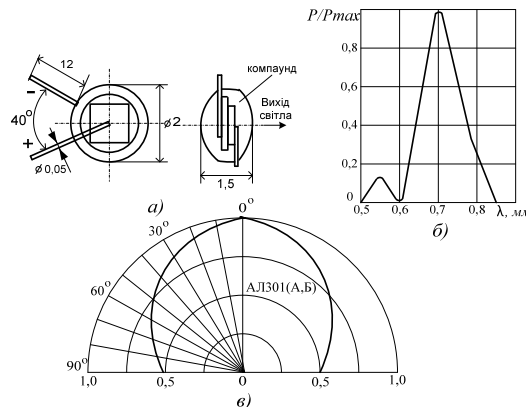 12
-
40°
+
ϕ 0,05
ϕ 2
компаунд
Вихід
світла
1,5
а)
P/Pmax
0,8
0,6
0,4
0,2
0
0,5 0,6 0,7 0,8 λ, мл
б)
0°
30°
60°
90°
АЛ301(А,Б)
1,0 0,5 0 0,5 1,0
в)